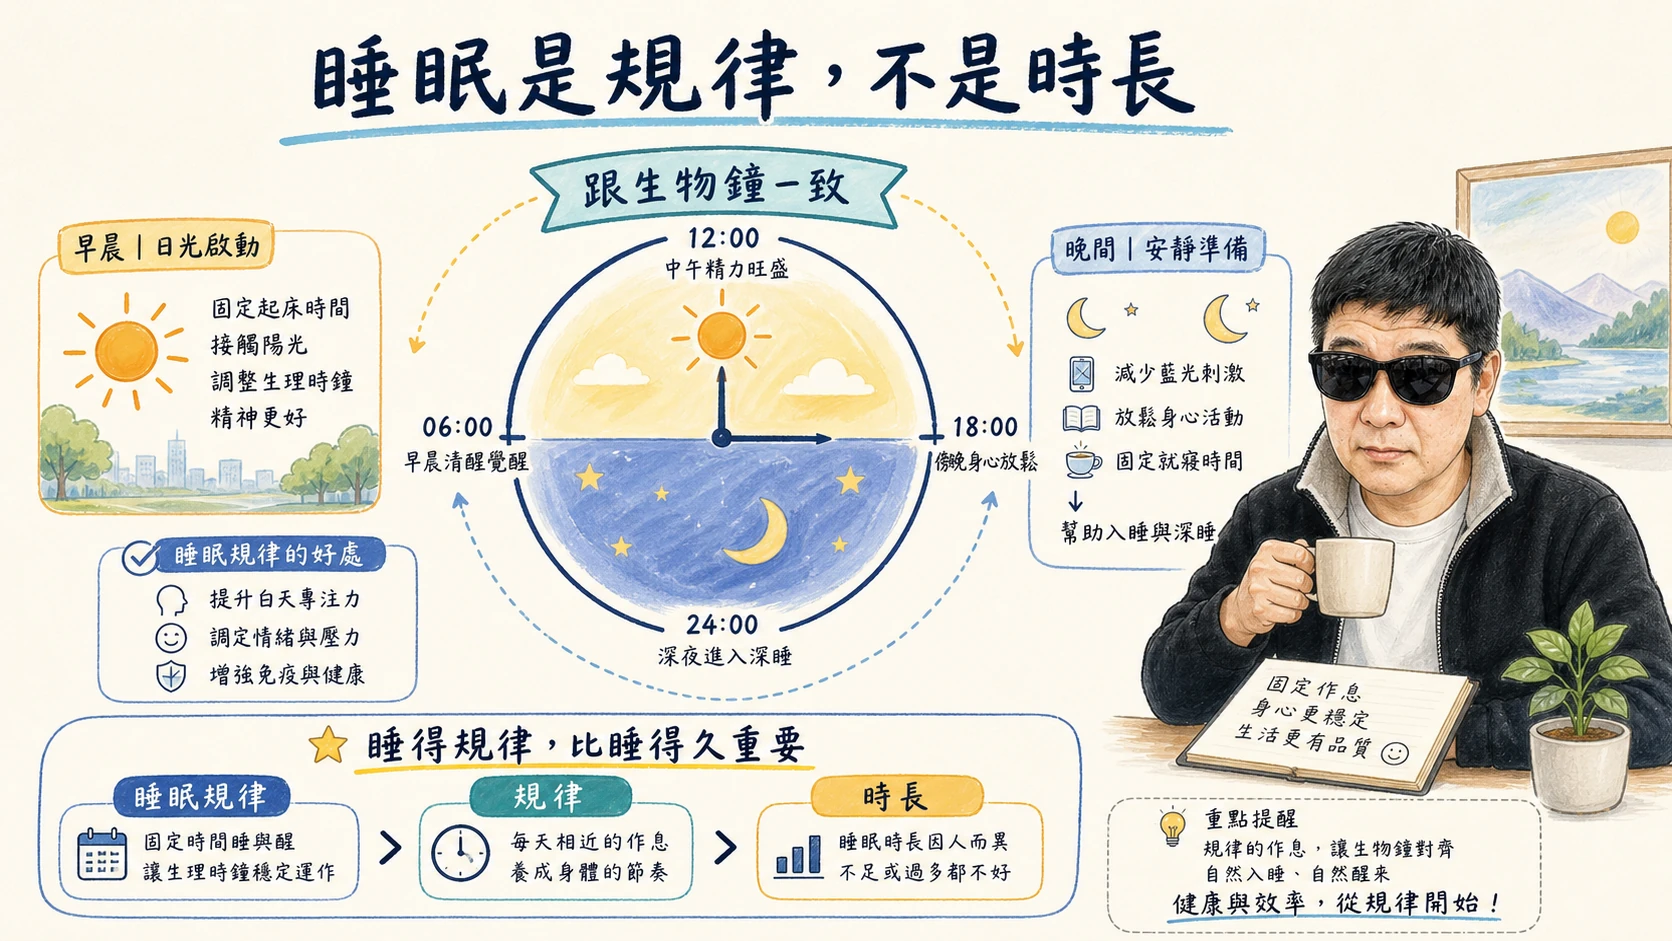 睡眠是規律，不是時長
跟生物鐘一致
早晨｜日光啟動
固定起床時間
接觸陽光
調整生理時鐘
精神更好
12:00
中午精力旺盛
06:00
早晨清醒覺醒
18:00
傍晚身心放鬆
24:00
深夜進入深睡
晚間｜安靜準備
減少藍光刺激
放鬆身心活動
固定就寢時間
幫助入睡與深睡
睡眠規律的好處
提升白天專注力
調定情緒與壓力
增強免疫與健康
固定作息
身心更穩定
生活更有品質
睡得規律，比睡得久重要
睡眠規律
固定時間睡與醒
讓生理時鐘穩定運作
>
規律
每天相近的作息
養成身體的節奏
>
時長
睡眠時長因人而異
不足或過多都不好
重點提醒
規律的作息，讓生物鐘對齊
自然入睡、自然醒来
健康與效率，從規律開始！